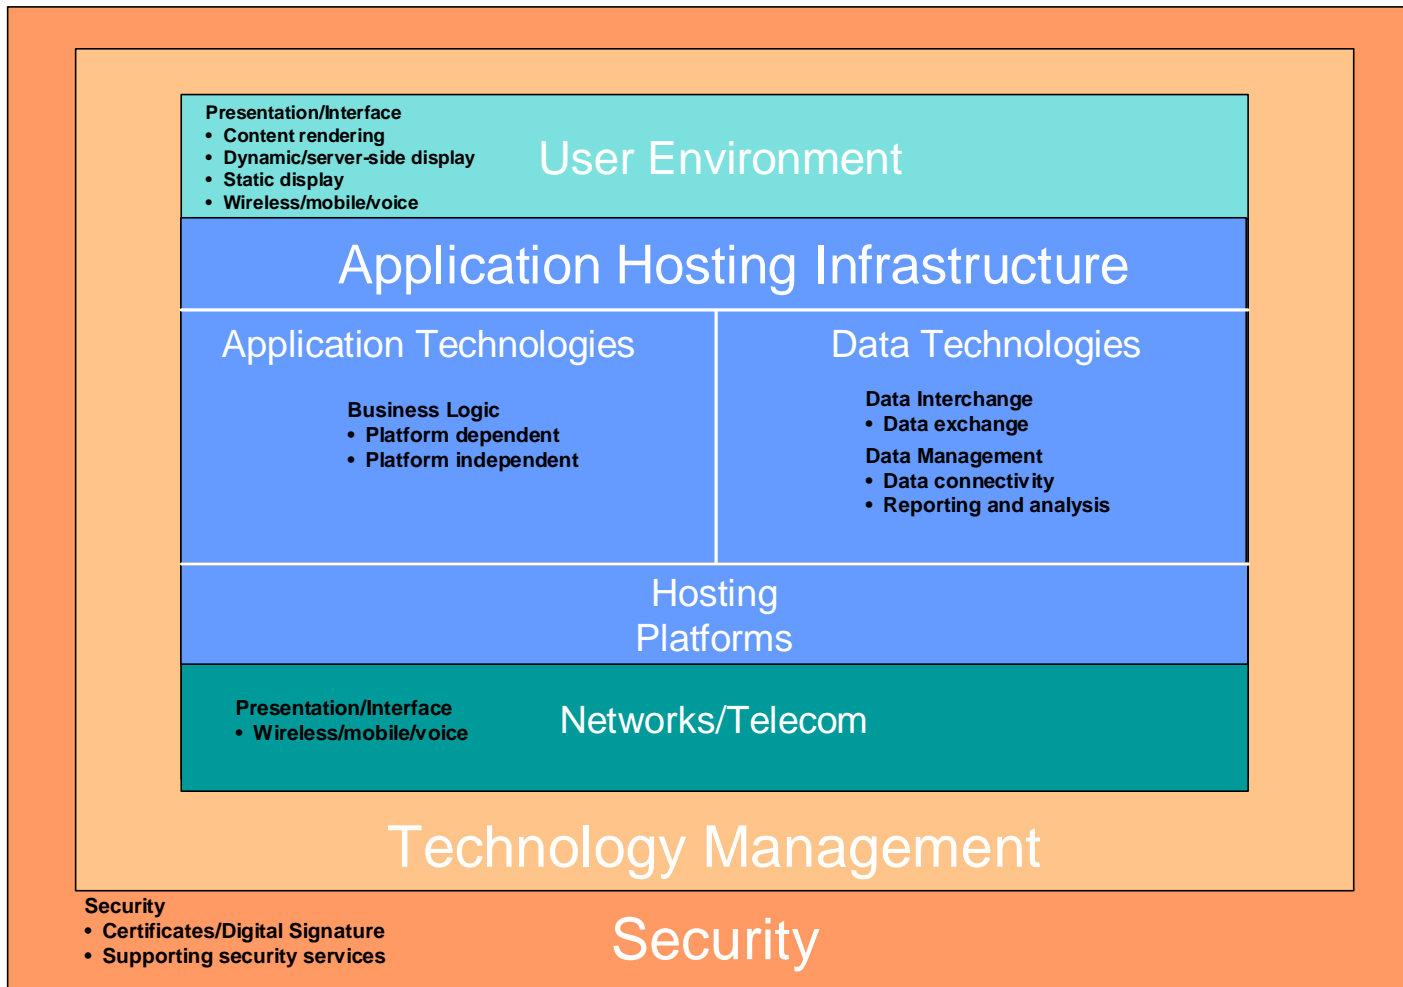 Presentation/Interface
• Content rendering
• Dynamic/server-side display
• Static display
• Wireless/mobile/voice
User Environment
Application Hosting Infrastructure
Application Technologies
Business Logic
• Platform dependent
• Platform independent
Data Technologies
Data Interchange
• Data exchange
Data Management
• Data connectivity
• Reporting and analysis
Hosting
Platforms
Presentation/Interface
• Wireless/mobile/voice
Networks/Telecom
Technology Management
Security
• Certificates/Digital Signature
• Supporting security services
Security